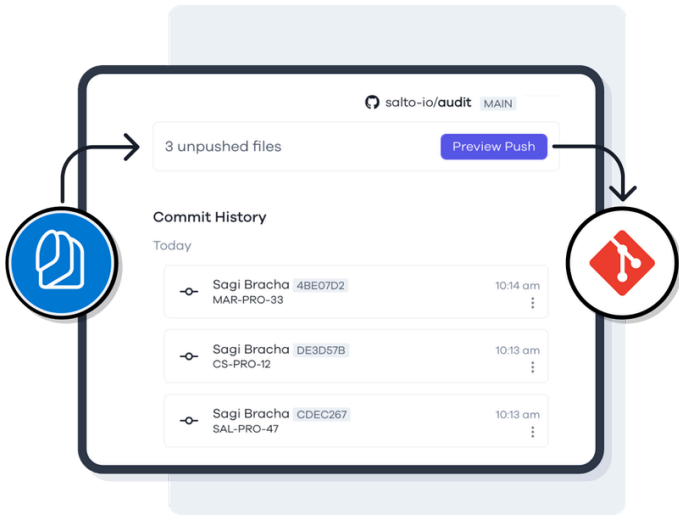 salto-io/audit MAIN
3 unpushed files Preview Push
Commit History
Today
Sagi Bracha 4BE07D2 10:14 am
MAR-PRO-33
Sagi Bracha DE3D57B 10:13 am
CS-PRO-12
Sagi Bracha CDEC267 10:13 am
SAL-PRO-47